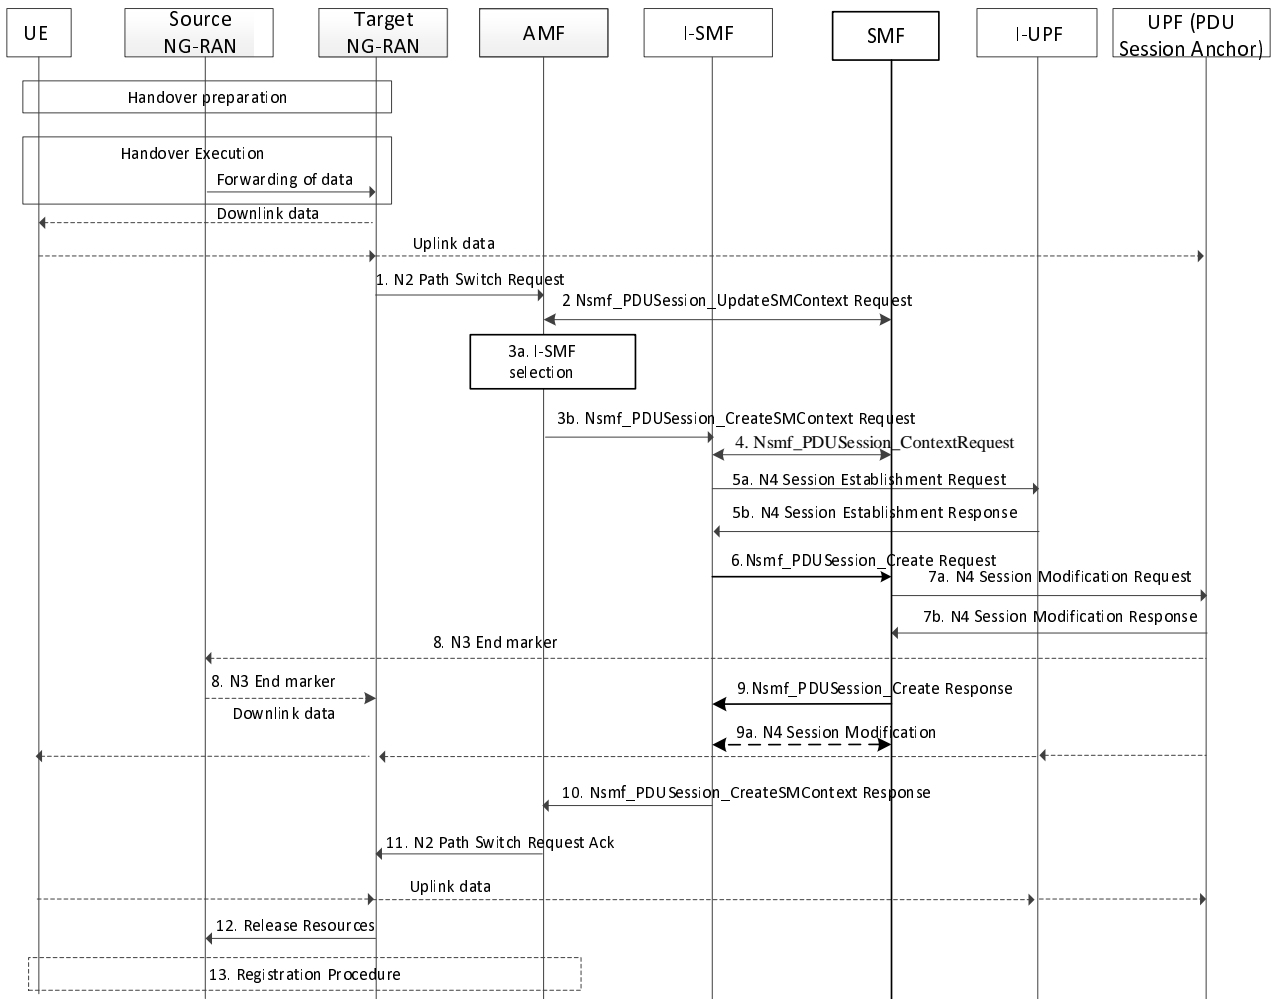 UE
Source
NG-RAN
Target
NG-RAN
AMF
I-SMF
SMF
I-UPF
UPF (PDU
Session Anchor)
Handover preparation
Handover Execution
Forwarding of data
Downlink data
Uplink data
1. N2 Path Switch Request
2 Nsmf_PDUSession_UpdateSMContext Request
3a. I-SMF
selection
3b. Nsmf_PDUSession_CreateSMContext Request
4. Nsmf_PDUSession_ContextRequest
5a. N4 Session Establishment Request
5b. N4 Session Establishment Response
6.Nsmf_PDUSession_Create Request
7a. N4 Session Modification Request
7b. N4 Session Modification Response
8. N3 End marker
8. N3 End marker
9.Nsmf_PDUSession_Create Response
Downlink data
9a. N4 Session Modification
10. Nsmf_PDUSession_CreateSMContext Response
11. N2 Path Switch Request Ack
Uplink data
12. Release Resources
13. Registration Procedure